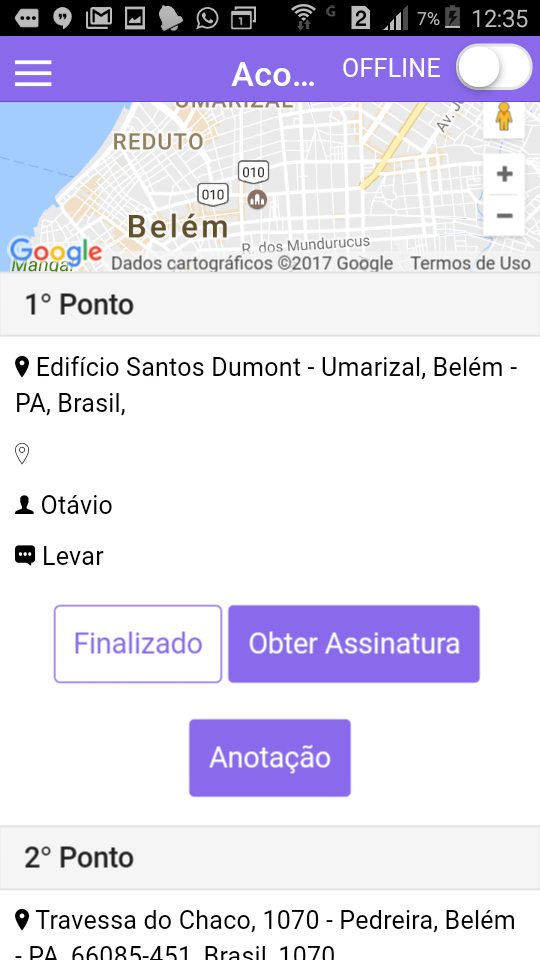 G 2 7% 12:35
Aco... OFFLINE
UMARIZAL
Av. Jú
REDUTO
010
010
Belém
R. dos Mundurucus
Google
Mangal
Dados cartográficos ©2017 Google Termos de Uso
1° Ponto
Edifício Santos Dumont - Umarizal, Belém -
PA, Brasil,
Otávio
Levar
Finalizado Obter Assinatura
Anotação
2° Ponto
Travessa do Chaco, 1070 - Pedreira, Belém
- PA, 66085-451, Brasil, 1070